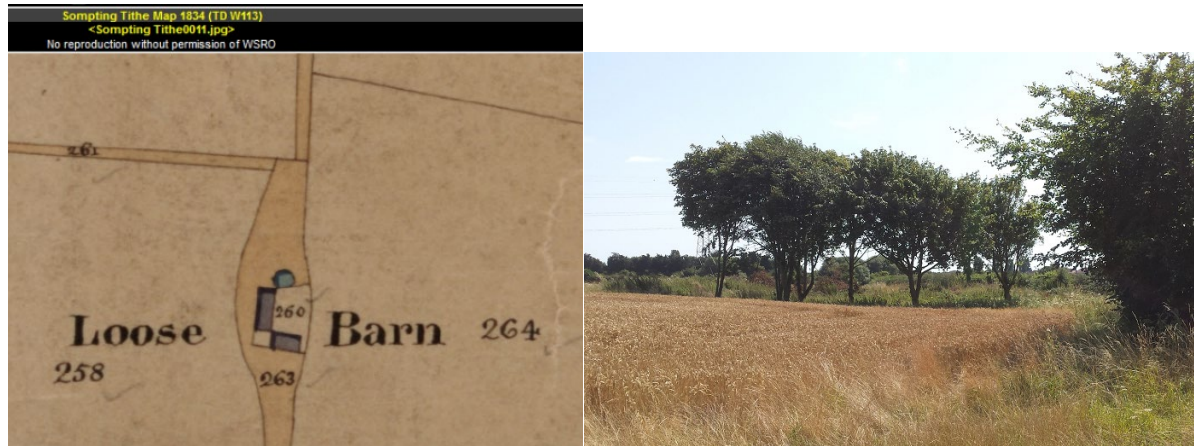 Sompting Tithe Map 1834 (TD W113)
<Sompting Tithe0011.jpg>
No reproduction without permission of WSRO
261
260
Loose Barn 264
258
263